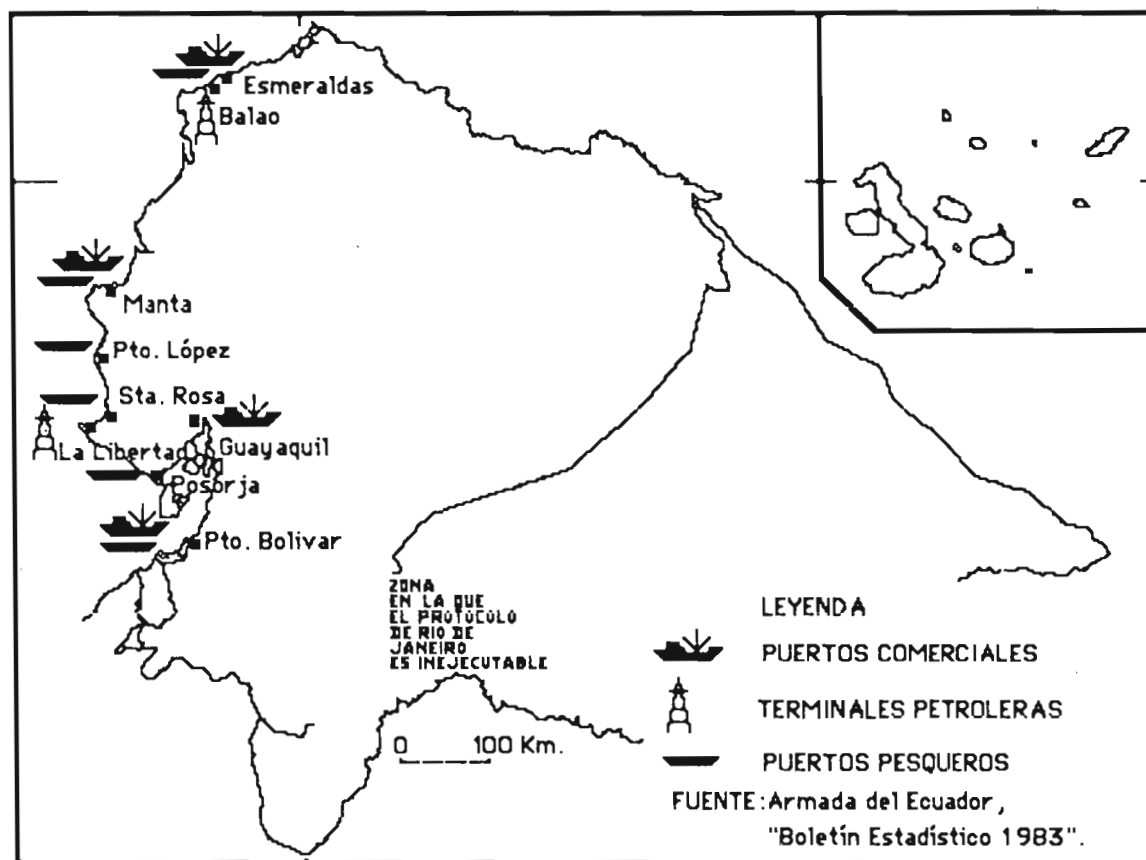 Esmeraldas
Balao
Manta
Pto. López
Sta. Rosa
La Libertad
Guayaquil
Posorja
Pto. Bolivar
ZONA
EN LA QUE
EL PROTOCOLO
DE RIO DE
JANEIRO
ES INEJECUTABLE
0 100 Km.
LEYENDA
PUERTOS COMERCIALES
TERMINALES PETROLERAS
PUERTOS PESQUEROS
FUENTE: Armada del Ecuador,
"Boletín Estadístico 1983".